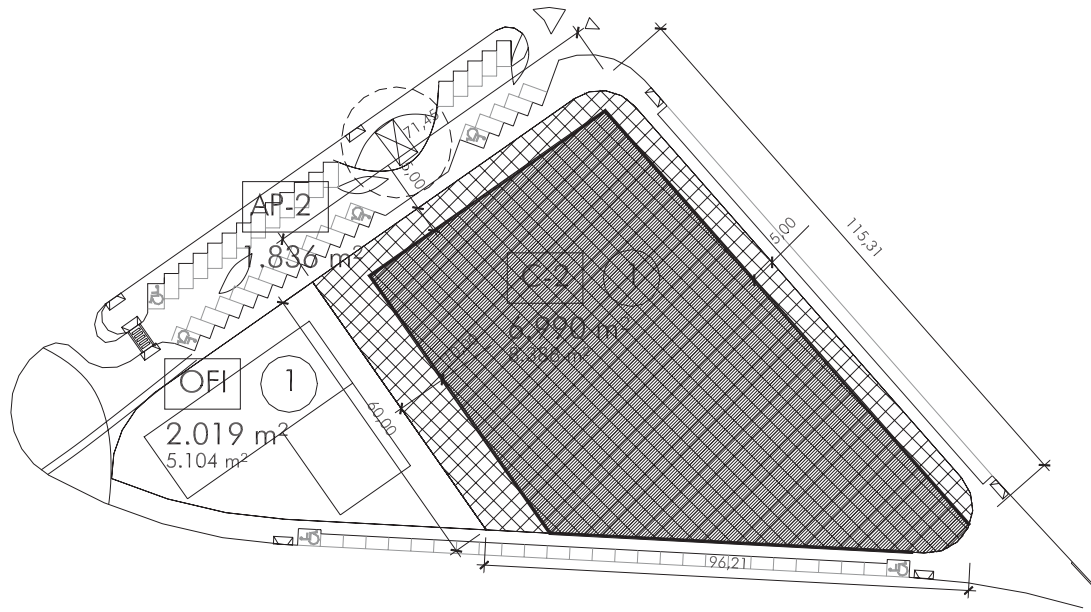 71,45
5,00
AP-2
1.836 m²
5,00
115,31
C-2 1
6.990 m²
8.388 m²
OFI 1
60,00
2.019 m²
5.104 m²
96,21